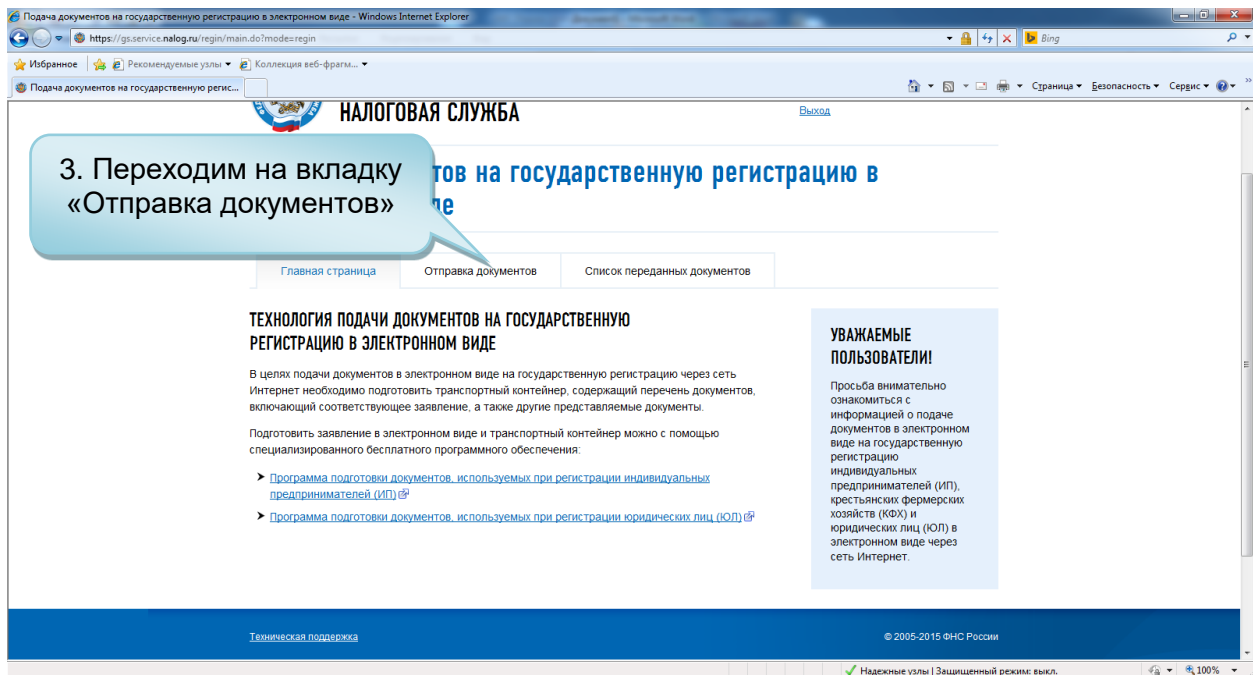 Подача документов на государственную регистрацию в электронном виде - Windows Internet Explorer
https://gs.service.nalog.ru/regin/main.do?mode=regin
Bing
Избранное
Рекомендуемые узлы
Коллекция веб-фрагм...
Подача документов на государственную регис...
Страница
Безопасность
Сервис
НАЛОГОВАЯ СЛУЖБА
Выход
3. Переходим на вкладку
«Отправка документов»
тов на государственную регистрацию в
Главная страница
Отправка документов
Список переданных документов
ТЕХНОЛОГИЯ ПОДАЧИ ДОКУМЕНТОВ НА ГОСУДАРСТВЕННУЮ
РЕГИСТРАЦИЮ В ЭЛЕКТРОННОМ ВИДЕ
В целях подачи документов в электронном виде на государственную регистрацию через сеть
Интернет необходимо подготовить транспортный контейнер, содержащий перечень документов,
включающий соответствующее заявление, а также другие представляемые документы.
Подготовить заявление в электронном виде и транспортный контейнер можно с помощью
специализированного бесплатного программного обеспечения:
Программа подготовки документов, используемых при регистрации индивидуальных
предпринимателей (ИП)
Программа подготовки документов, используемых при регистрации юридических лиц (ЮЛ)
УВАЖАЕМЫЕ
ПОЛЬЗОВАТЕЛИ!
Просьба внимательно
ознакомиться с
информацией о подаче
документов в электронном
виде на государственную
регистрацию
индивидуальных
предпринимателей (ИП),
крестьянских фермерских
хозяйств (КФХ) и
юридических лиц (ЮЛ) в
электронном виде через
сеть Интернет.
Техническая поддержка
© 2005-2015 ФНС России
Надежные узлы | Защищенный режим: выкл.
100%